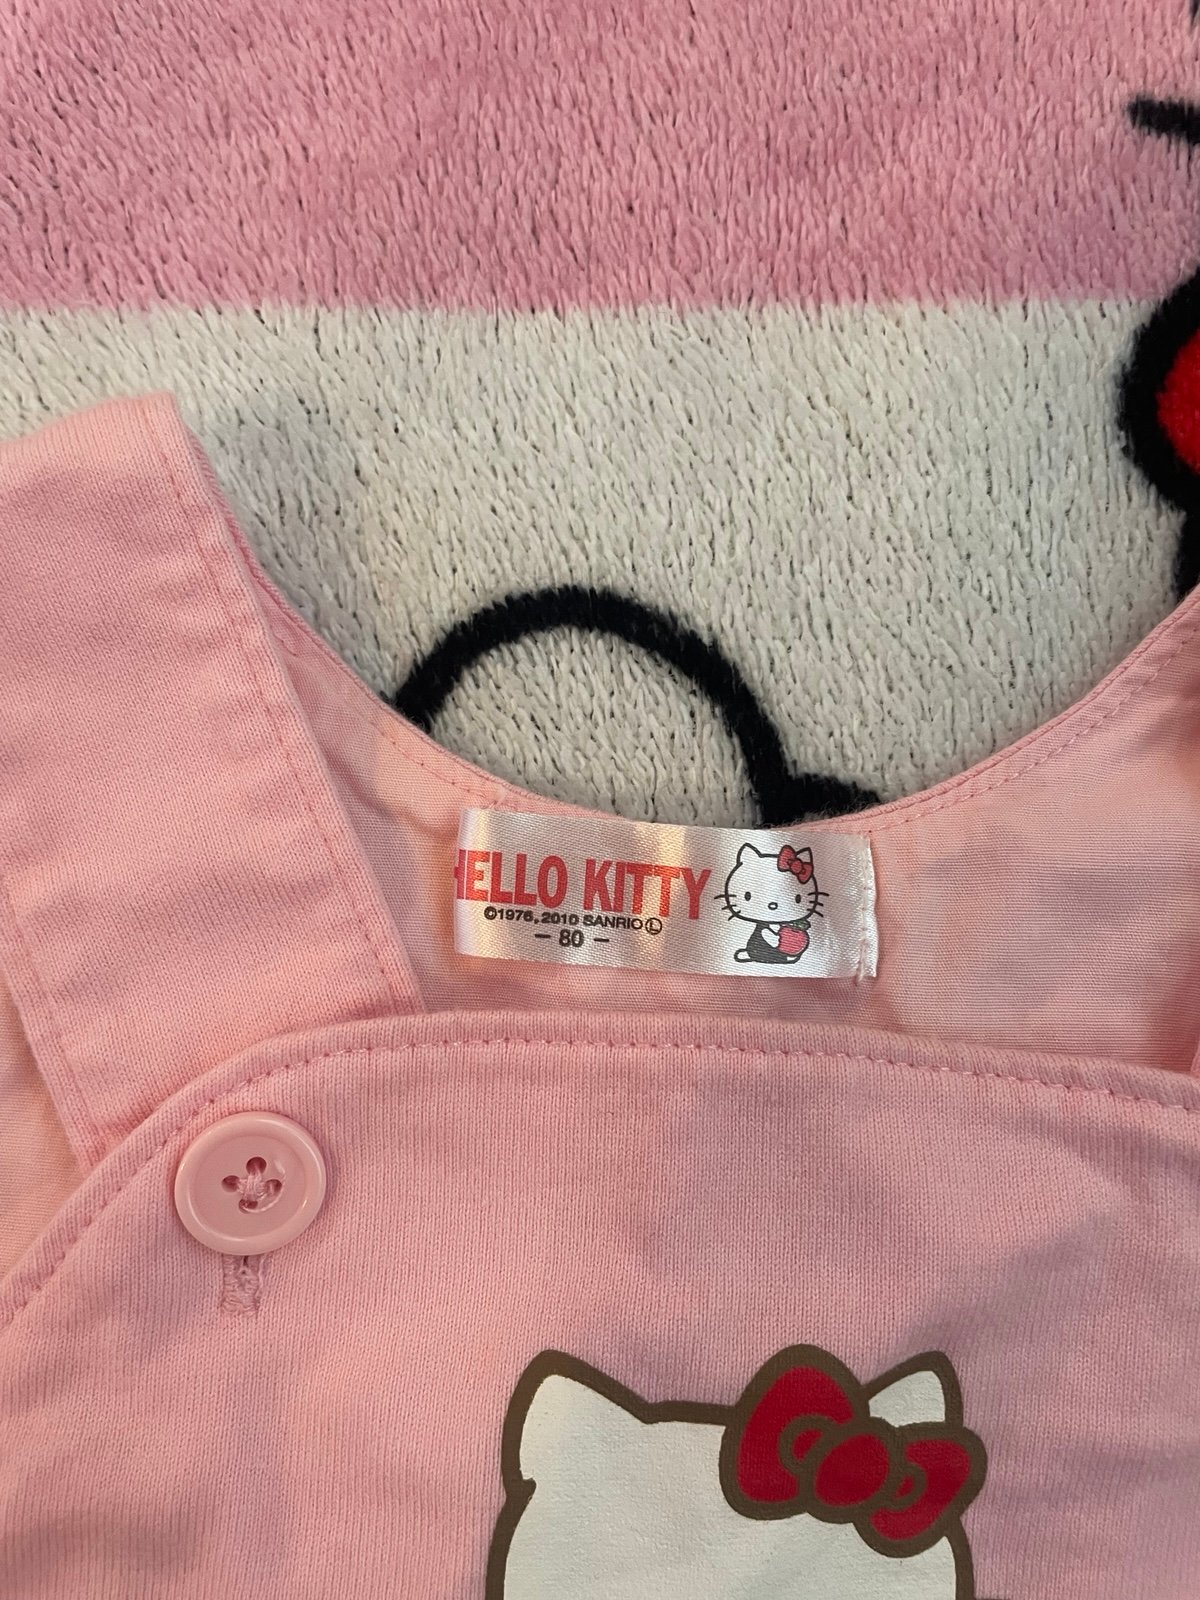 HELLO KITTY
©1976, 2010 SANRIO Ⓛ
- 80 -